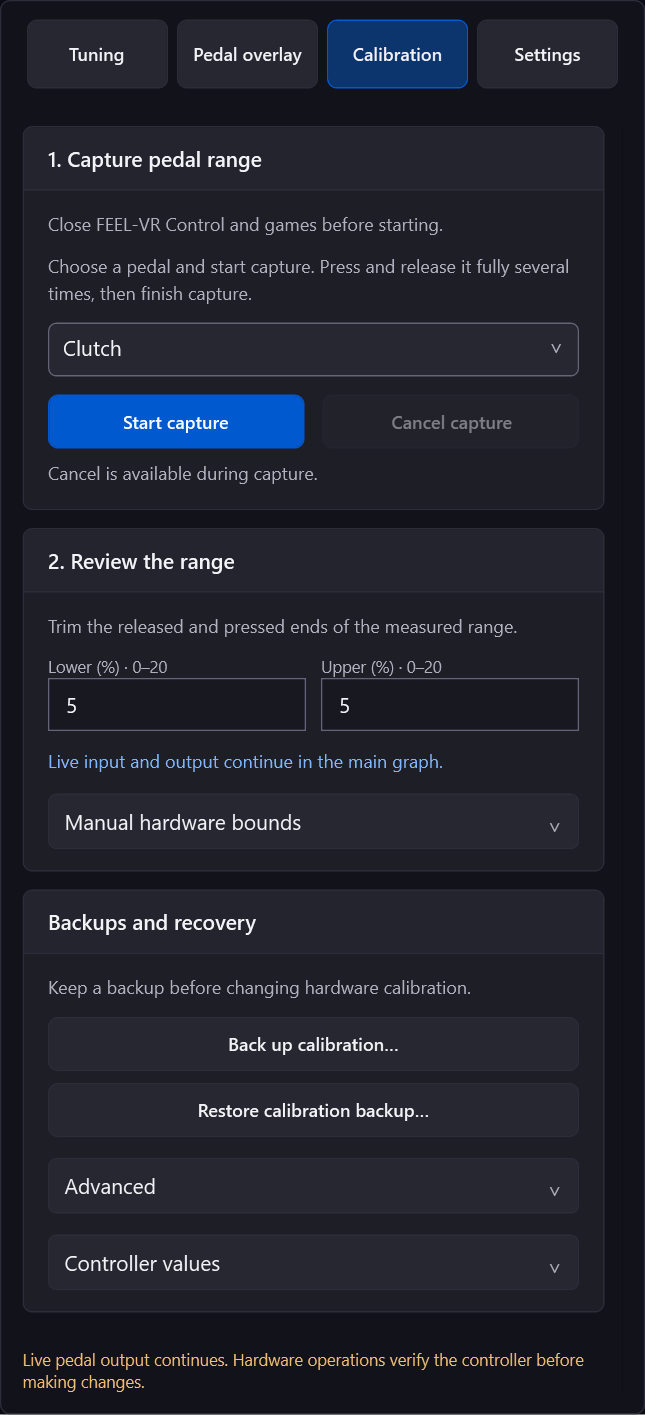 Tuning
Pedal overlay
Calibration
Settings
1. Capture pedal range
Close FEEL-VR Control and games before starting.
Choose a pedal and start capture. Press and release it fully several
times, then finish capture.
Clutch
Start capture
Cancel capture
Cancel is available during capture.
2. Review the range
Trim the released and pressed ends of the measured range.
Lower (%) · 0–20
Upper (%) · 0–20
5
5
Live input and output continue in the main graph.
Manual hardware bounds
Backups and recovery
Keep a backup before changing hardware calibration.
Back up calibration...
Restore calibration backup...
Advanced
Controller values
Live pedal output continues. Hardware operations verify the controller before
making changes.